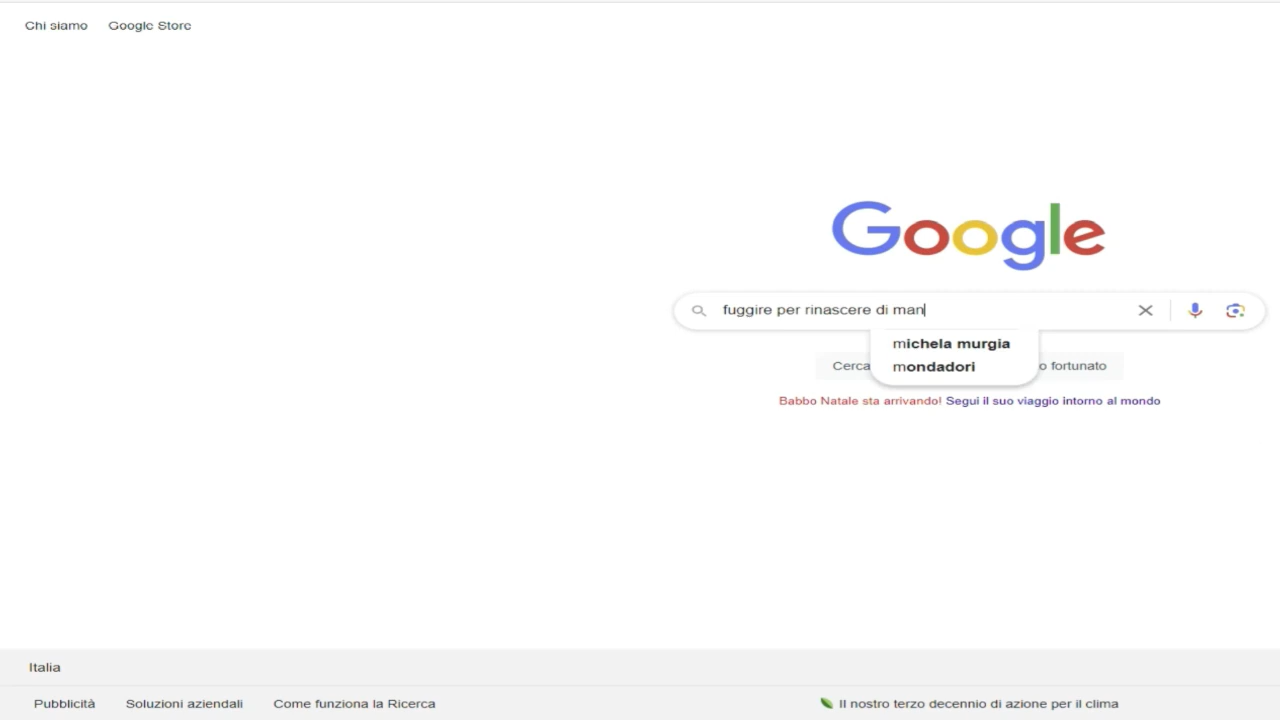 Chi siamo Google Store
Google
fuggire per rinascere di man
michela murgia
mondadori
Cerca o fortunato
Babbo Natale sta arrivando! Segui il suo viaggio intorno al mondo
Italia
Pubblicità Soluzioni aziendali Come funziona la Ricerca Il nostro terzo decennio di azione per il clima